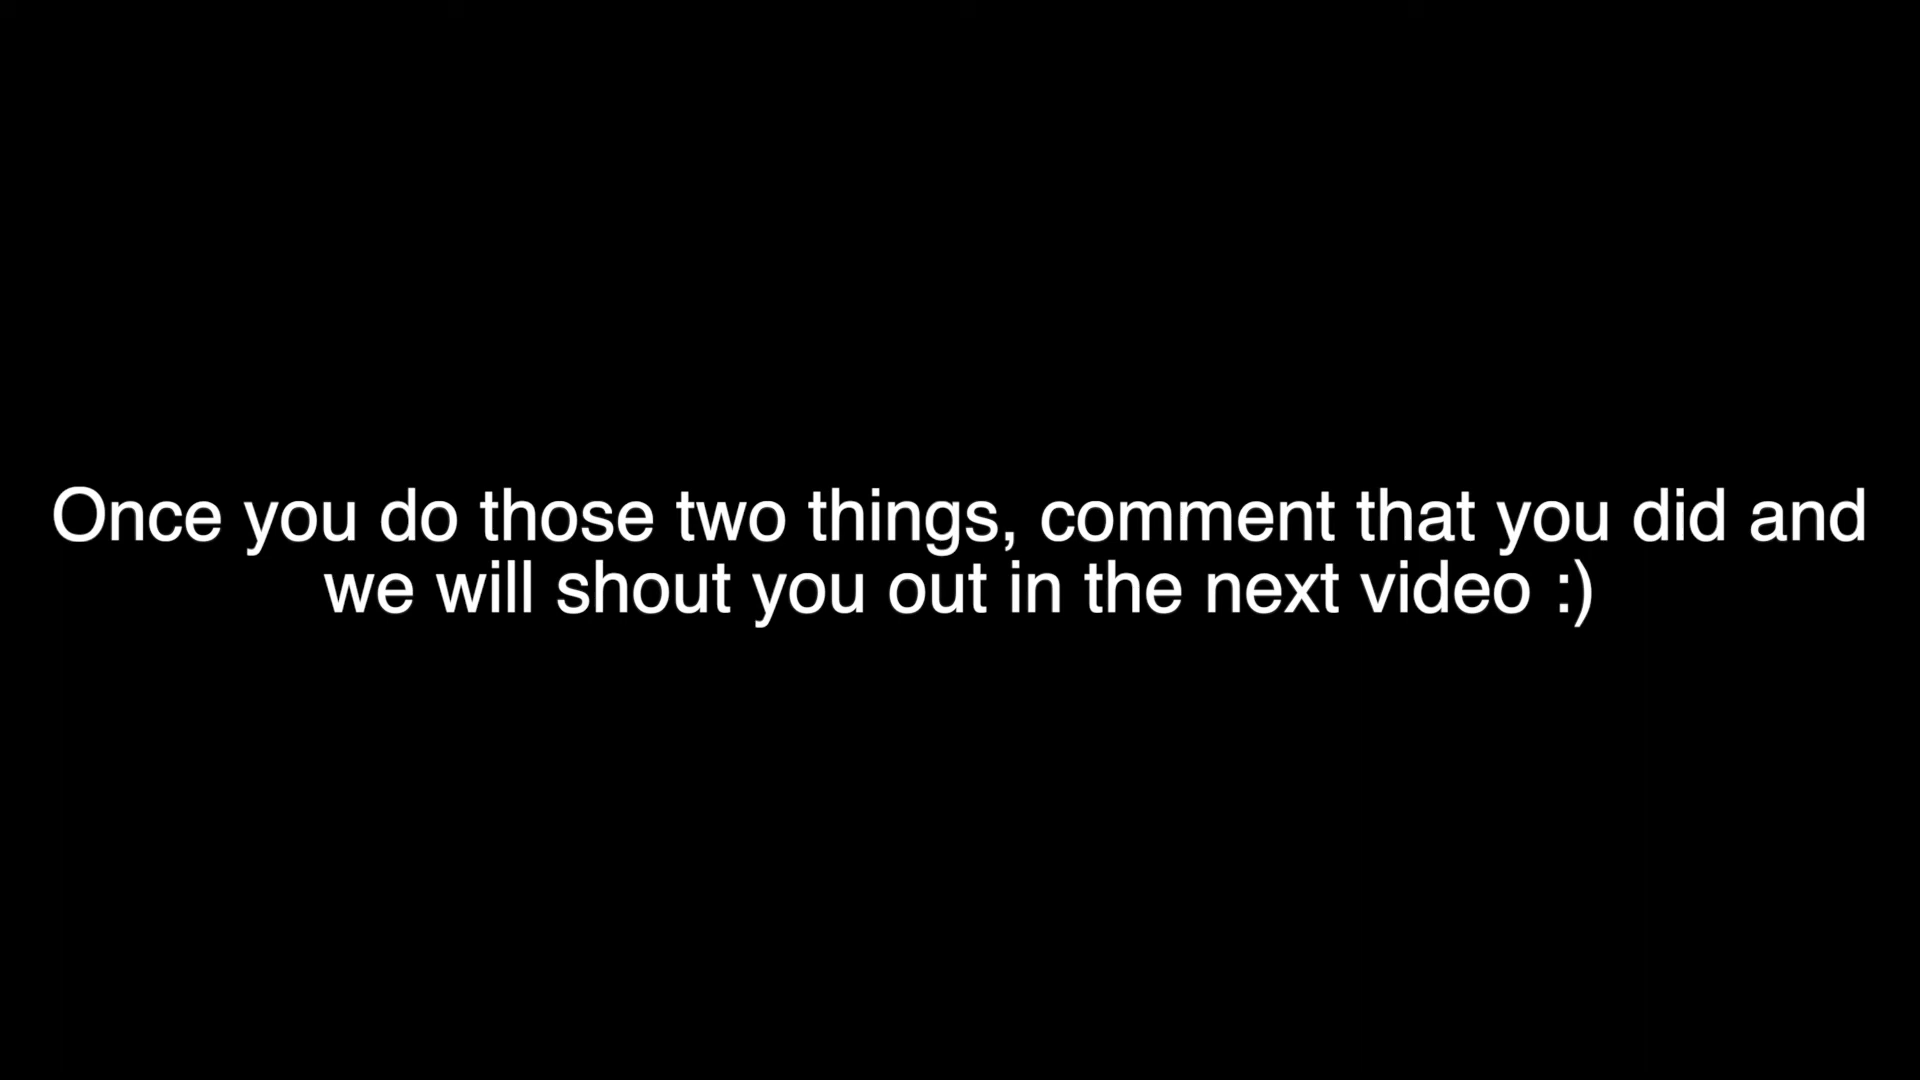 Once you do those two things, comment that you did and
we will shout you out in the next video :)